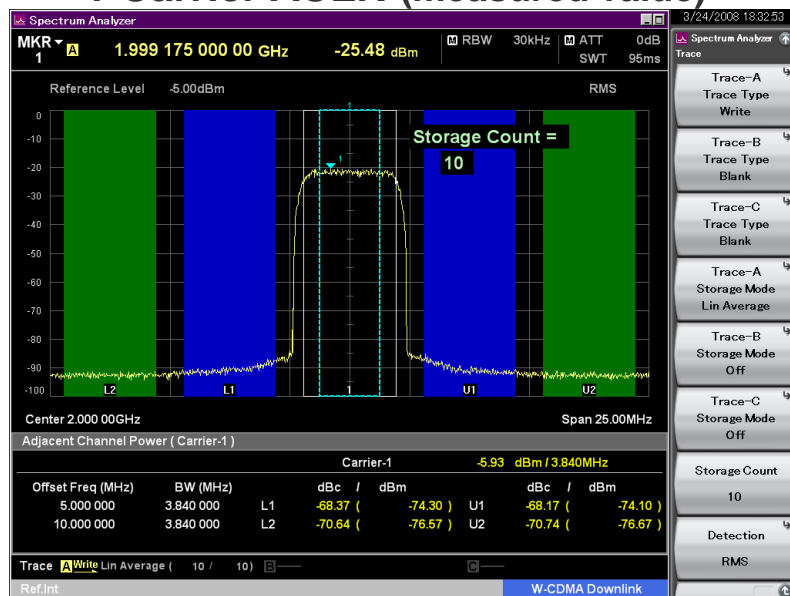 1 Carrier ACLR (measured value)
Spectrum Analyzer
3/24/2008 18:32:53
MKR 1 A 1.999 175 000 00 GHz -25.48 dBm
M RBW 30kHz M ATT 0dB
SWT 95ms
Reference Level -5.00dBm RMS
1
Storage Count =
10
1
0
-10
-20
-30
-40
-50
-60
-70
-80
-90
-100
L2 L1 1 U1 U2
Center 2.000 00GHz Span 25.00MHz
Adjacent Channel Power ( Carrier-1 )
Carrier-1 -5.93 dBm / 3.840MHz
Offset Freq (MHz) BW (MHz) dBc / dBm dBc / dBm
5.000 000 3.840 000 L1 -68.37 ( -74.30 ) U1 -68.17 ( -74.10 )
10.000 000 3.840 000 L2 -70.64 ( -76.57 ) U2 -70.74 ( -76.67 )
Trace A Write Lin Average ( 10 / 10) B C
Ref.Int W-CDMA Downlink
Spectrum Analyzer
Trace
Trace-A
Trace Type
Write
Trace-B
Trace Type
Blank
Trace-C
Trace Type
Blank
Trace-A
Storage Mode
Lin Average
Trace-B
Storage Mode
Off
Trace-C
Storage Mode
Off
Storage Count
10
Detection
RMS